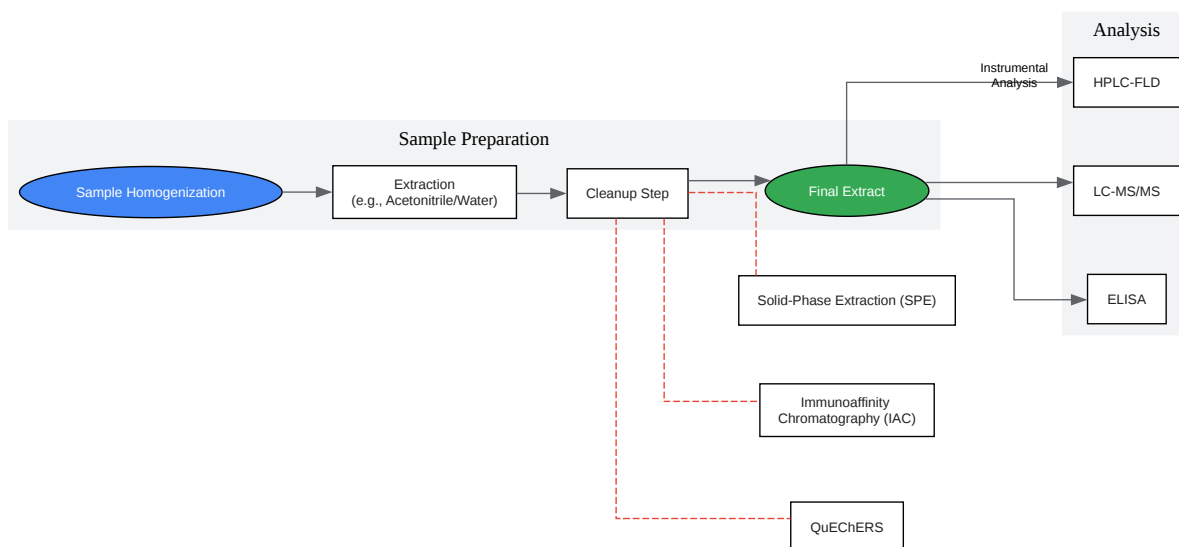 Analysis
Instrumental
Analysis
HPLC-FLD
Sample Preparation
Sample Homogenization
Extraction
(e.g., Acetonitrile/Water)
Cleanup Step
Final Extract
LC-MS/MS
Solid-Phase Extraction (SPE)
ELISA
Immunoaffinity
Chromatography (IAC)
QuEChERS